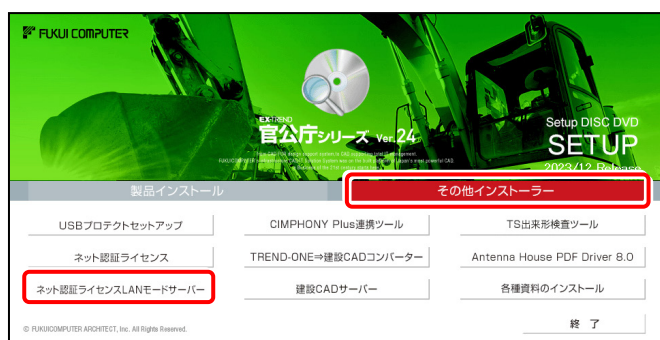 FUKUI COMPUTER
EX-TREND
官公庁シリーズ Ver.24
Setup DISC DVD
SETUP
2023/12 Release
製品インストール
その他インストーラー
USBプロテクトセットアップ
CIMPHONY Plus連携ツール
TS出来形検査ツール
ネット認証ライセンス
TREND-ONE⇒建設CADコンバーター
Antenna House PDF Driver 8.0
ネット認証ライセンスLANモードサーバー
建設CADサーバー
各種資料のインストール
© FUKUICOMPUTER ARCHITECT, Inc. All Rights Reserved.
終 了